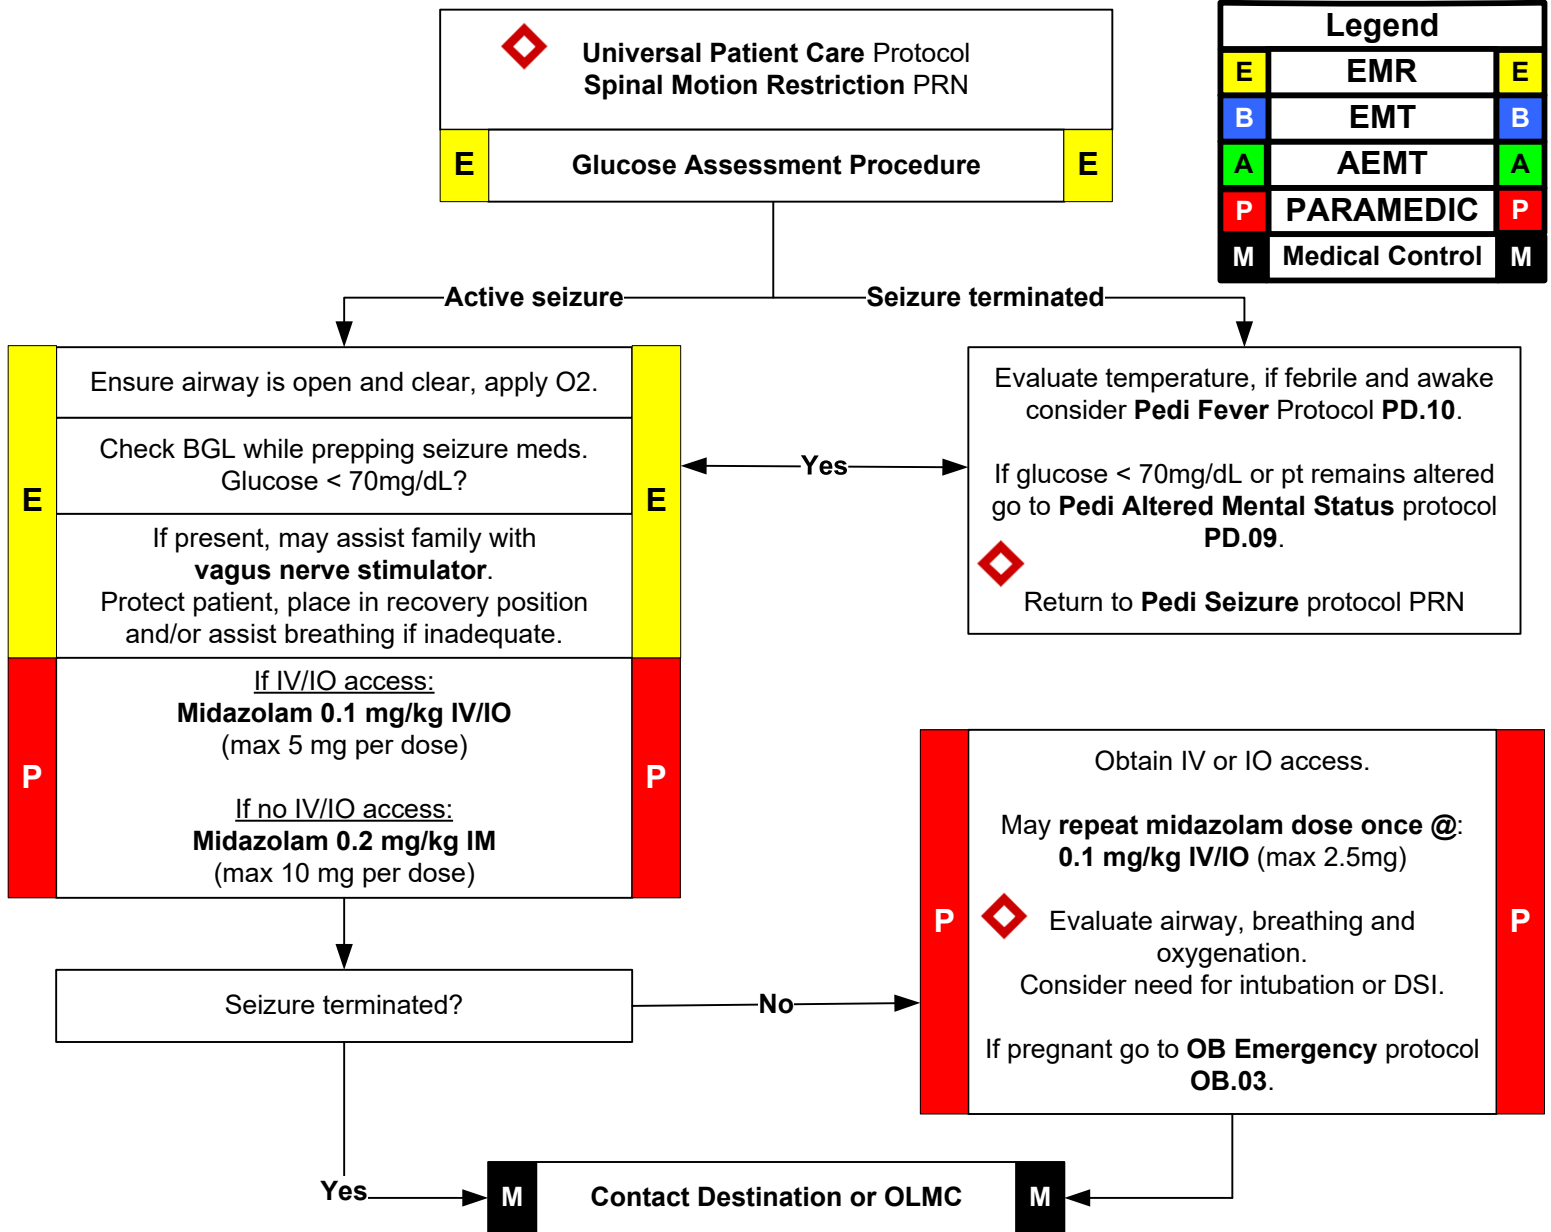 Universal Patient Care Protocol
Spinal Motion Restriction PRN
E Glucose Assessment Procedure E
Legend
E EMR E
B EMT B
A AEMT A
P PARAMEDIC P
M Medical Control M
Active seizure
Seizure terminated
E
E
Ensure airway is open and clear, apply O2.
Check BGL while prepping seizure meds.
Glucose < 70mg/dL?
If present, may assist family with
vagus nerve stimulator.
Protect patient, place in recovery position
and/or assist breathing if inadequate.
Yes
Evaluate temperature, if febrile and awake
consider Pedi Fever Protocol PD.10.
If glucose < 70mg/dL or pt remains altered
go to Pedi Altered Mental Status protocol
PD.09.
Return to Pedi Seizure protocol PRN
P
P
If IV/IO access:
Midazolam 0.1 mg/kg IV/IO
(max 5 mg per dose)
If no IV/IO access:
Midazolam 0.2 mg/kg IM
(max 10 mg per dose)
Seizure terminated?
No
P
P
Obtain IV or IO access.
May repeat midazolam dose once @:
0.1 mg/kg IV/IO (max 2.5mg)
Evaluate airway, breathing and
oxygenation.
Consider need for intubation or DSI.
If pregnant go to OB Emergency protocol
OB.03.
Yes
M Contact Destination or OLMC M